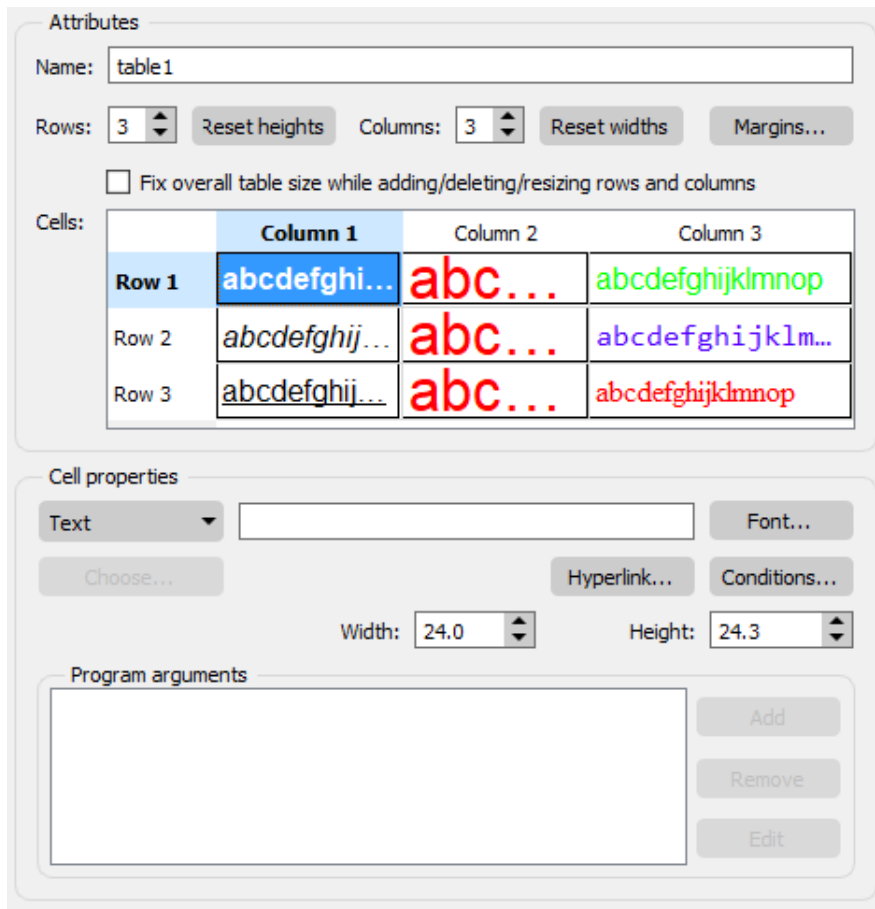 Attributes
Name: table1
Rows: 3 Reset heights Columns: 3 Reset widths Margins...
Fix overall table size while adding/deleting/resizing rows and columns
Cells:
Column 1 Column 2 Column 3
Row 1 abcdefghi... abc... abcdefghijklmnop
Row 2 abcdefghij... abc... abcdefghijklm...
Row 3 abcdefghij... abc... abcdefghijklmnop
Cell properties
Text Font...
Choose... Hyperlink... Conditions...
Width: 24.0 Height: 24.3
Program arguments
Add
Remove
Edit